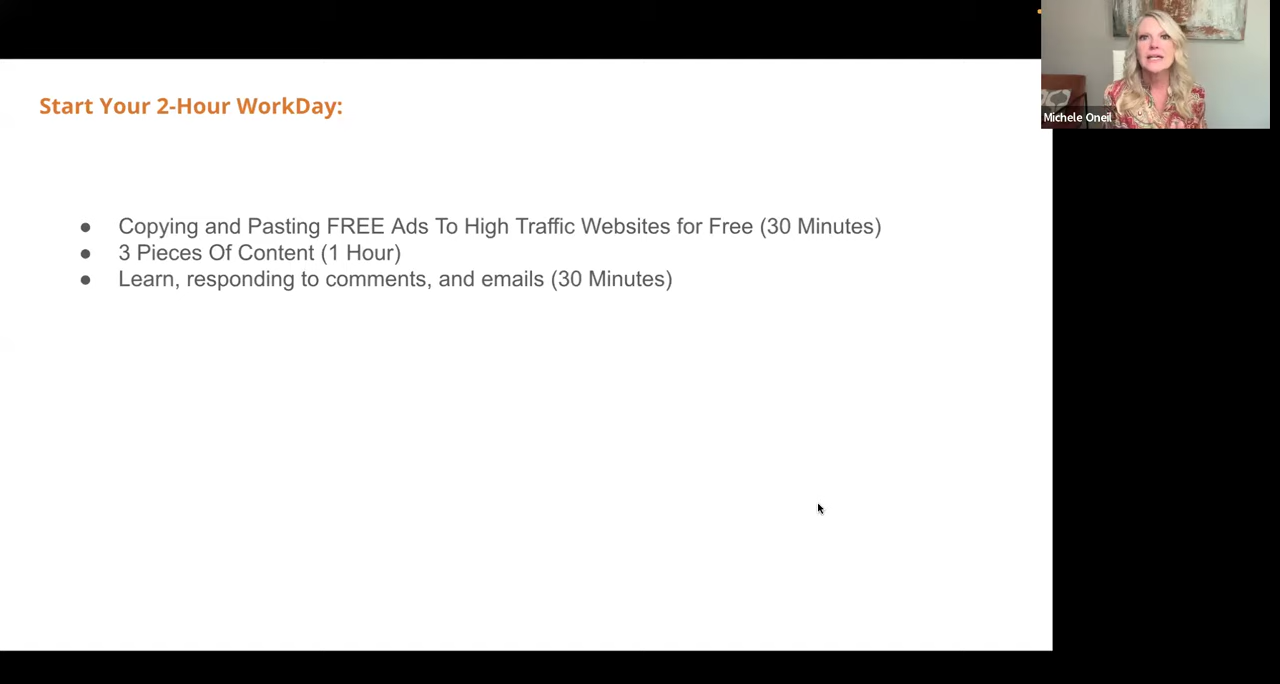 Start Your 2-Hour WorkDay:
● Copying and Pasting FREE Ads To High Traffic Websites for Free (30 Minutes)
● 3 Pieces Of Content (1 Hour)
● Learn, responding to comments, and emails (30 Minutes)
Michele Oneil